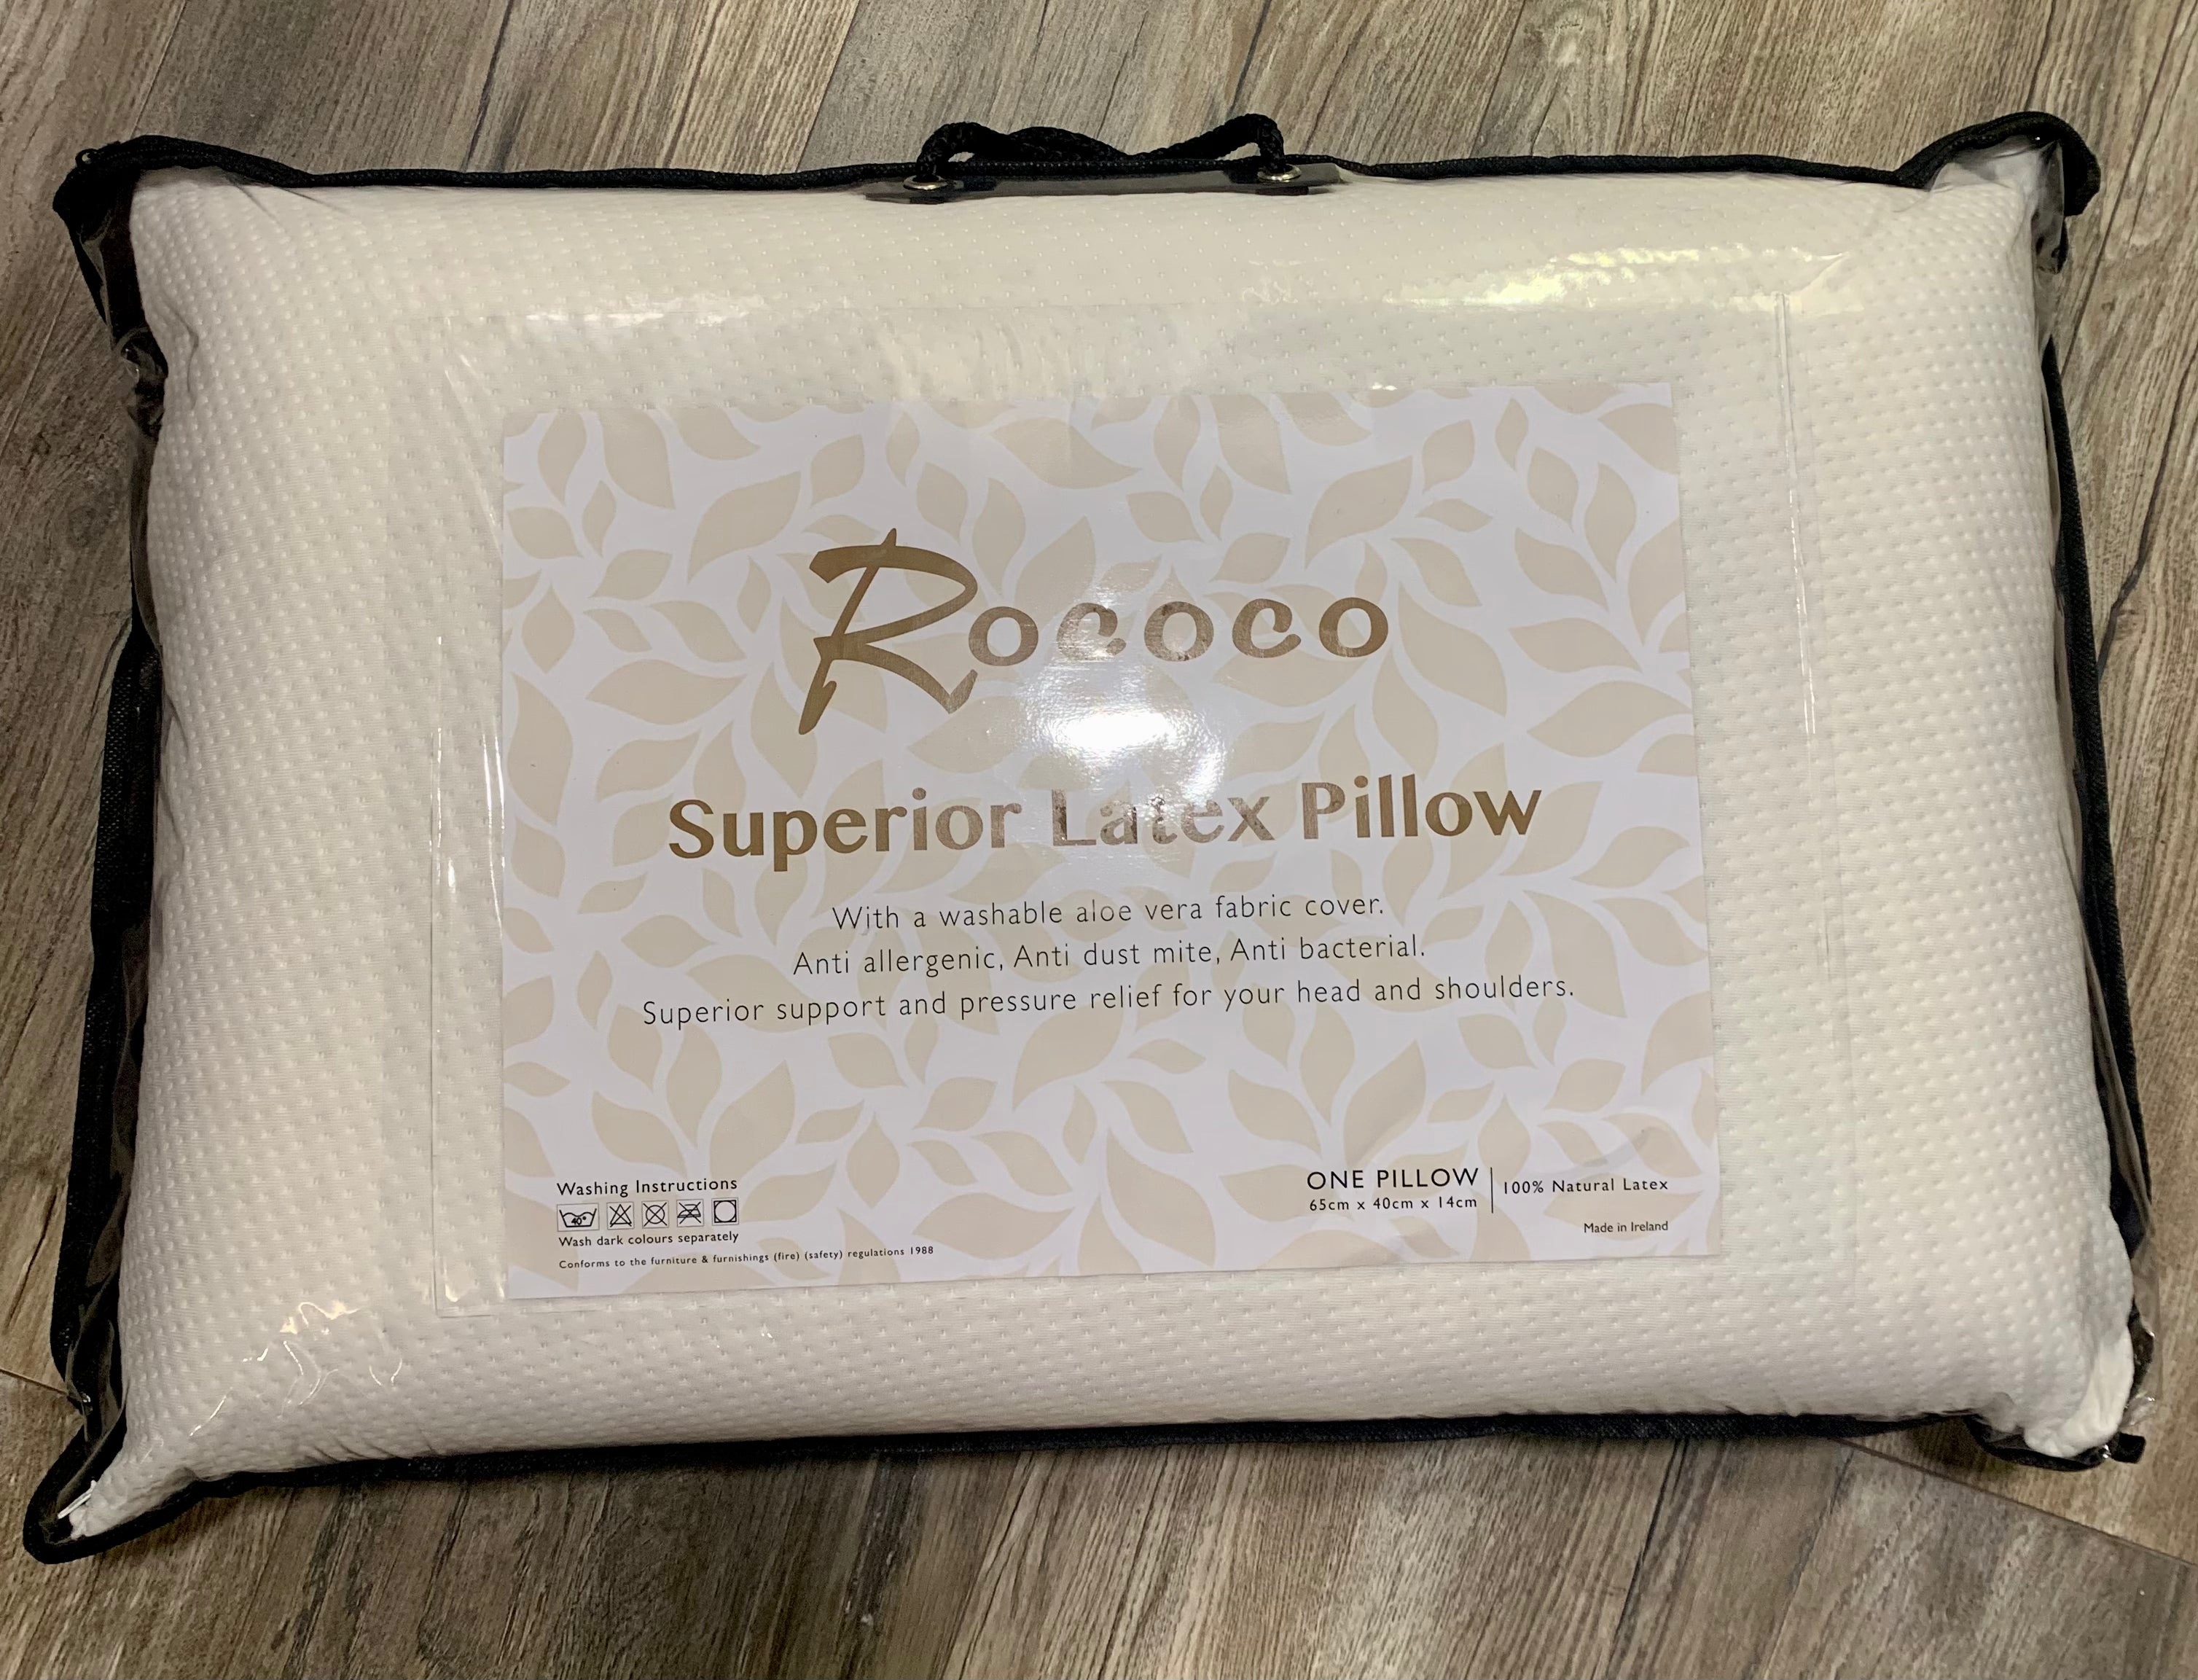 Rococo
Superior Latex Pillow
With a washable aloe vera fabric cover.
Anti allergenic, Anti dust mite, Anti bacterial.
Superior support and pressure relief for your head and shoulders.
Washing Instructions
40°
Wash dark colours separately
Conforms to the furniture & furnishings (fire) (safety) regulations 1988
ONE PILLOW
65cm x 40cm x 14cm
100% Natural Latex
Made in Ireland